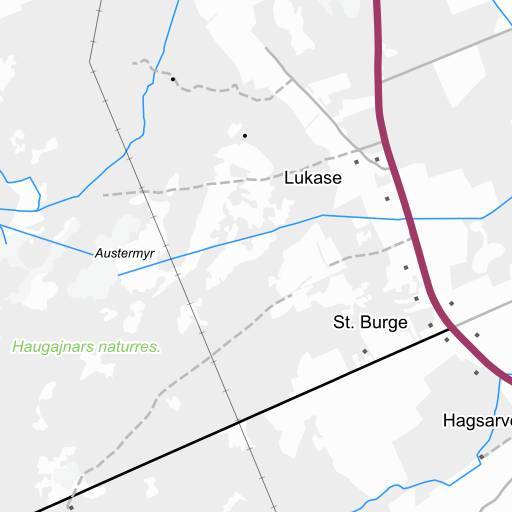 Lukase
Austermyr
St. Burge
Haugajnars naturres.
Hagsarve